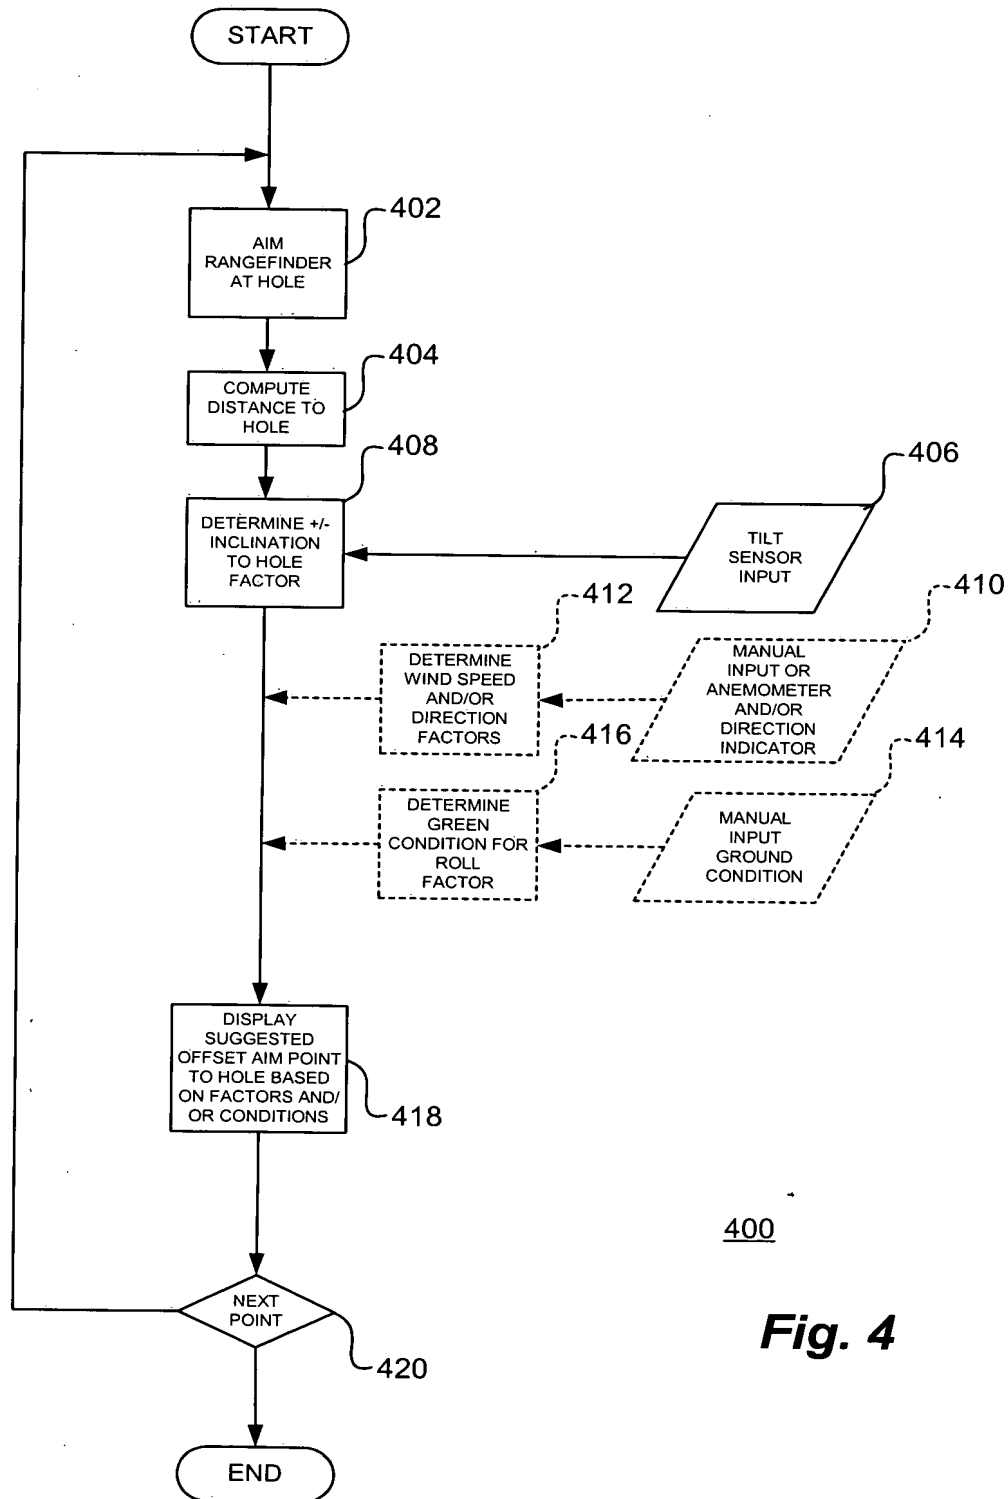 START
402
AIM
RANGEFINDER
AT HOLE
404
COMPUTE
DISTANCE TO
HOLE
408
DETERMINE +/-
INCLINATION
TO HOLE
FACTOR
406
TILT
SENSOR
INPUT
412
DETERMINE
WIND SPEED
AND/OR
DIRECTION
FACTORS
410
MANUAL
INPUT OR
ANEMOMETER
AND/OR
DIRECTION
INDICATOR
416
DETERMINE
GREEN
CONDITION FOR
ROLL
FACTOR
414
MANUAL
INPUT
GROUND
CONDITION
DISPLAY
SUGGESTED
OFFSET AIM POINT
TO HOLE BASED
ON FACTORS AND/
OR CONDITIONS
418
400
NEXT
POINT
420
Fig. 4
END